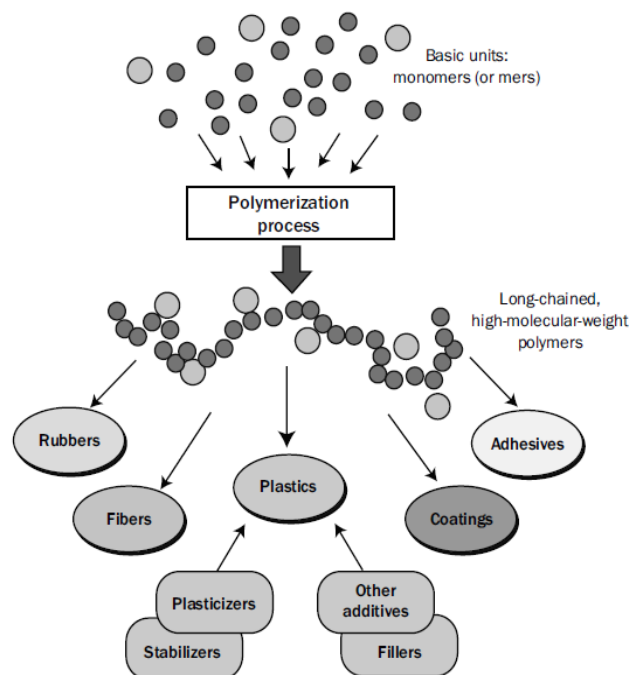 Basic units:
monomers (or mers)
Polymerization
process
Long-chained,
high-molecular-weight
polymers
Rubbers
Adhesives
Fibers
Plastics
Coatings
Plasticizers
Other
additives
Stabilizers
Fillers